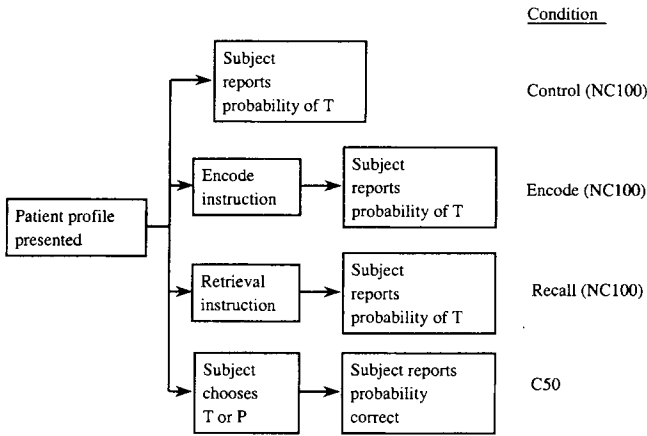 Condition
Subject
reports
probability of T
Control (NC100)
Encode
instruction
Subject
reports
probability of T
Encode (NC100)
Patient profile
presented
Retrieval
instruction
Subject
reports
probability of T
Recall (NC100)
Subject
chooses
T or P
Subject reports
probability
correct
C50